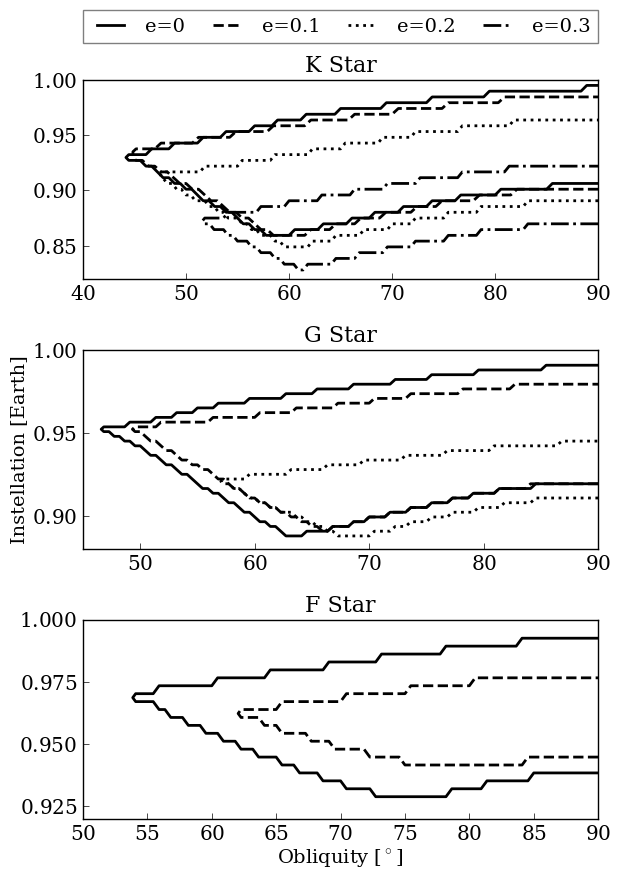 e=0 e=0.1 e=0.2 e=0.3
K Star
1.00
0.95
0.90
0.85
40 50 60 70 80 90
G Star
1.00
0.95
0.90
50 60 70 80 90
Instellation [Earth]
F Star
1.000
0.975
0.950
0.925
50 55 60 65 70 75 80 85 90
Obliquity [°]